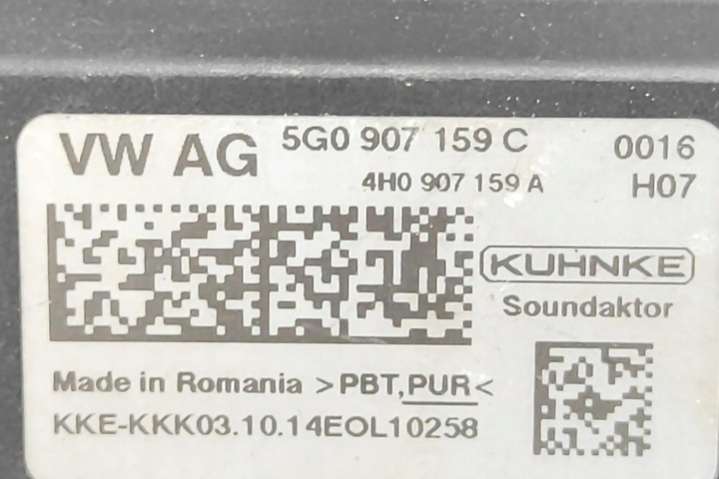 VW AG 5G0 907 159 C 0016
4H0 907 159 A H07
KUHNKE
Soundaktor
Made in Romania >PBT,PUR<
KKE-KKK03.10.14EOL10258